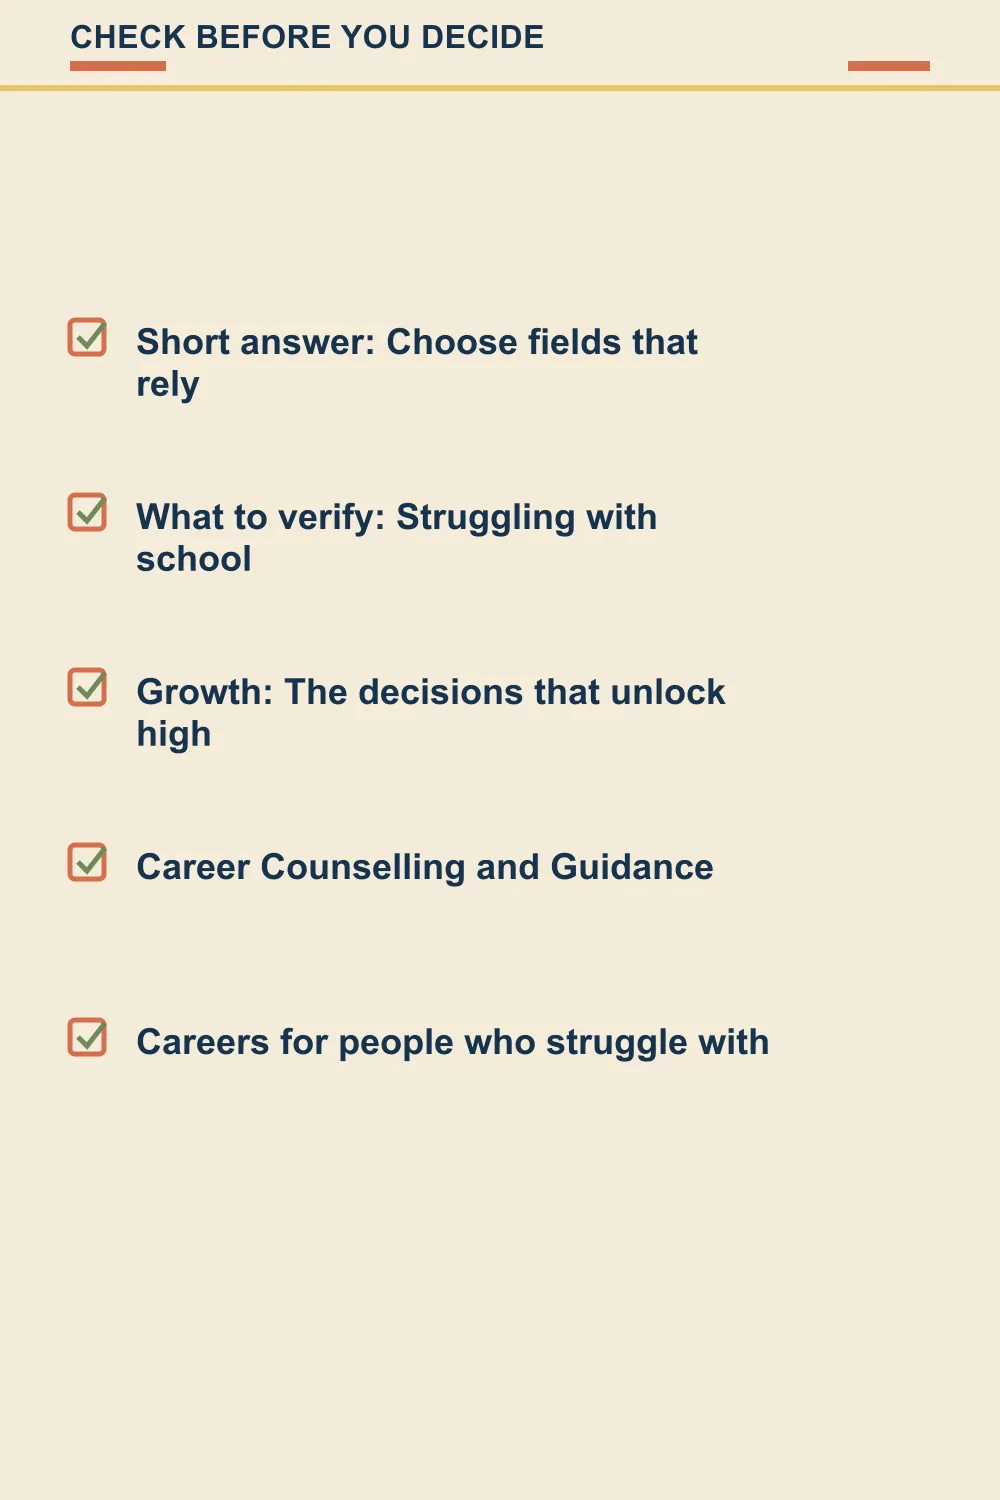 CHECK BEFORE YOU DECIDE
Short answer: Choose fields that
rely
What to verify: Struggling with
school
Growth: The decisions that unlock
high
Career Counselling and Guidance
Careers for people who struggle with